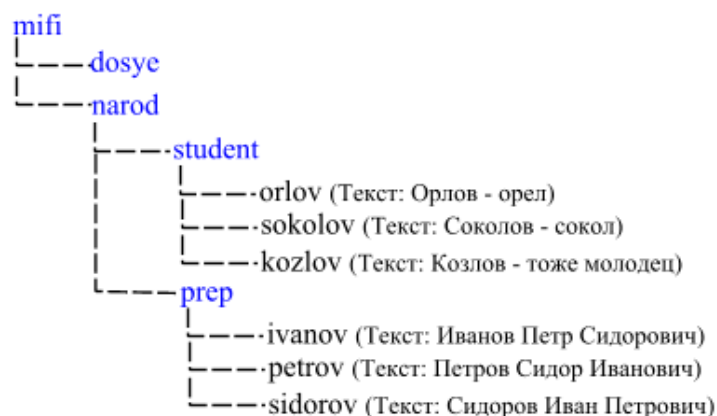 mifi
dosye
narod
student
orlov (Текст: Орлов - орел)
sokolov (Текст: Соколов - сокол)
kozlov (Текст: Козлов - тоже молодец)
prep
ivanov (Текст: Иванов Петр Сидорович)
petrov (Текст: Петров Сидор Иванович)
sidorov (Текст: Сидоров Иван Петрович)